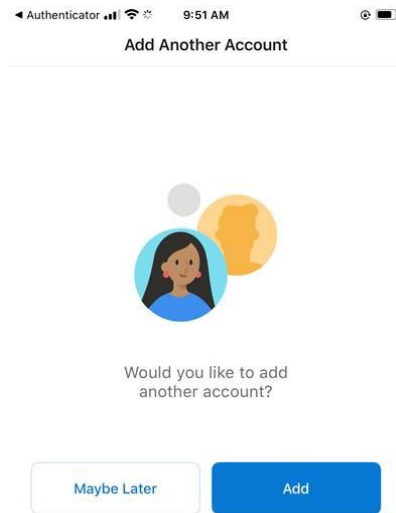 ◀ Authenticator 9:51 AM
Add Another Account
Would you like to add
another account?
Maybe Later Add